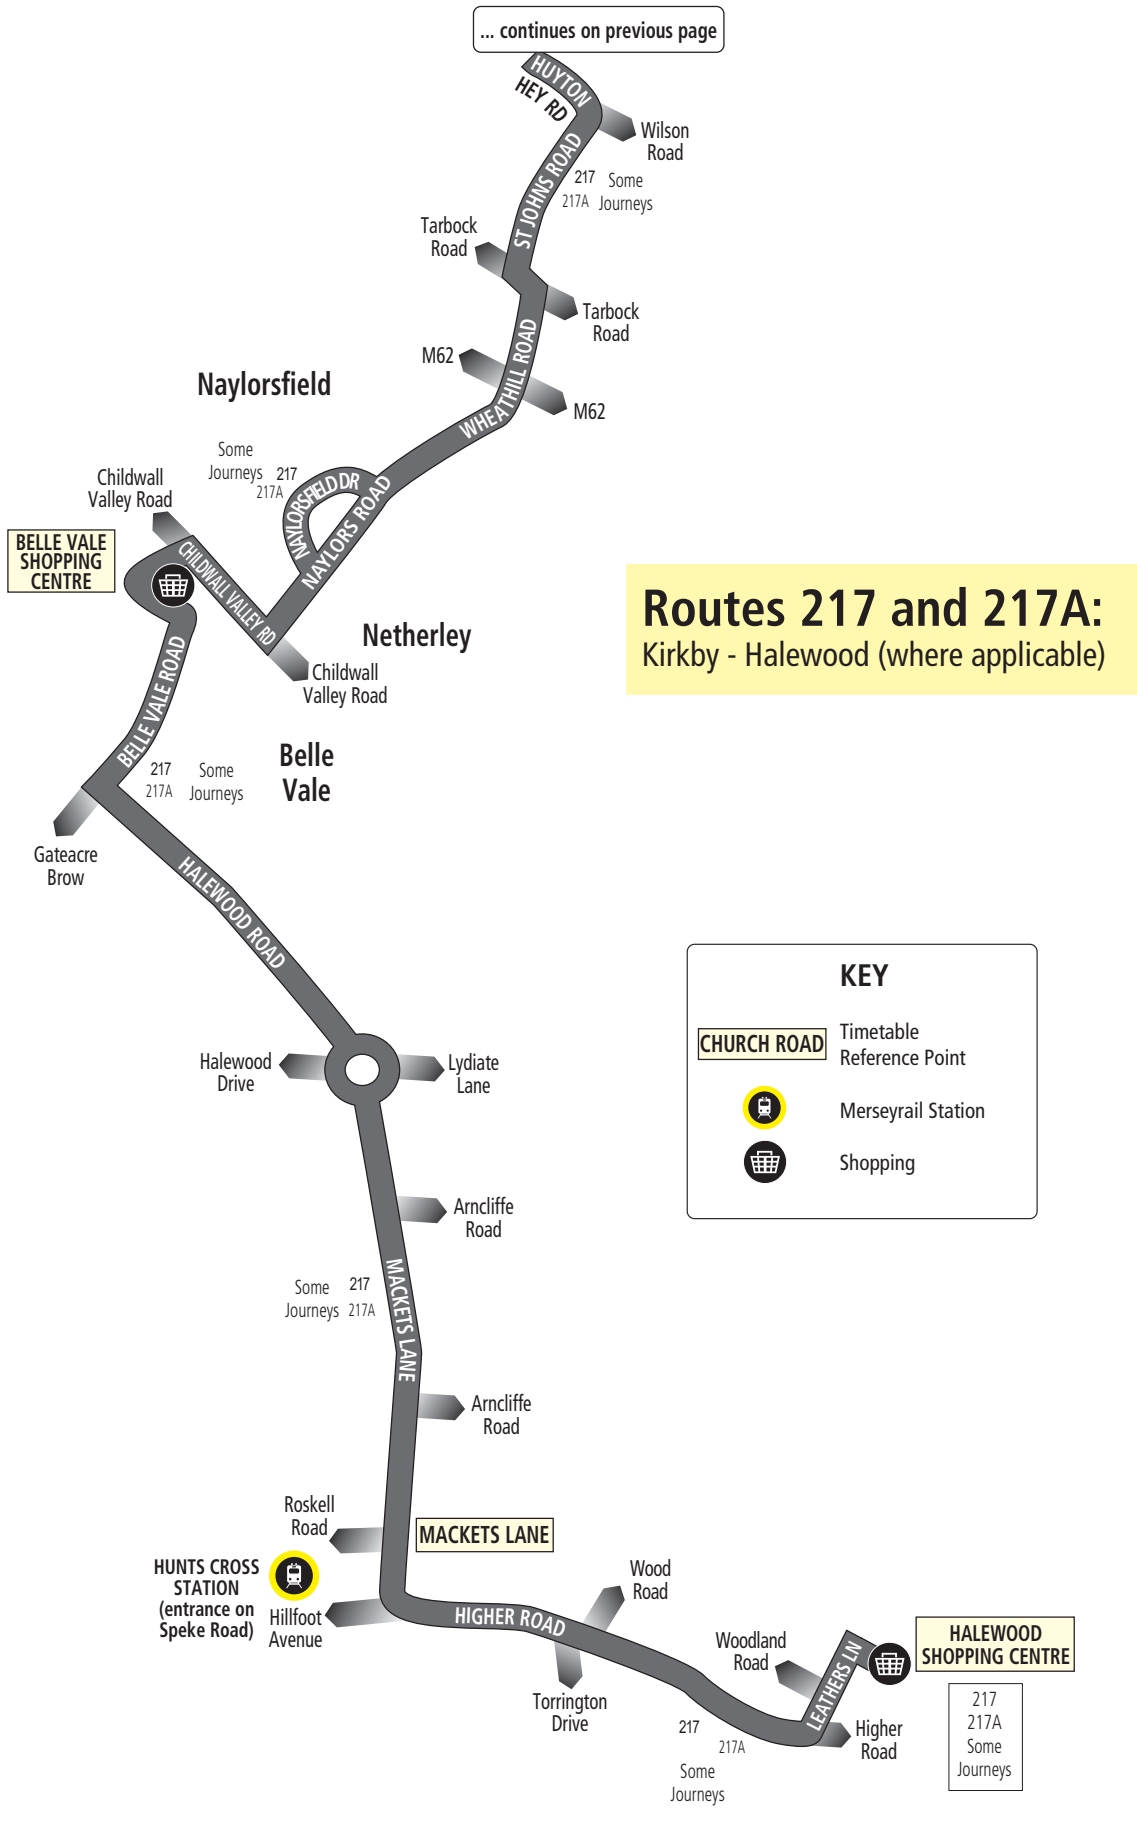 ... continues on previous page
HUYTON
HEY RD
Wilson
Road
ST JOHNS ROAD
217 Some
217A Journeys
Tarbock
Road
Tarbock
Road
M62
WHEATHILL ROAD
M62
Naylorsfield
Some
Journeys 217
217A
NAYLORSFIELD DR
NAYLORS ROAD
Childwall
Valley Road
BELLE VALE
SHOPPING
CENTRE
CHILDWALL VALLEY RD
Netherley
Childwall
Valley Road
Routes 217 and 217A:
Kirkby - Halewood (where applicable)
BELLE VALE ROAD
Belle
Vale
217 Some
217A Journeys
Gateacre
Brow
HALEWOOD ROAD
Halewood
Drive
Lydiate
Lane
KEY
CHURCH ROAD
Timetable
Reference Point
Merseyrail Station
Shopping
Arncliffe
Road
MACKETS LANE
Some 217
Journeys 217A
Arncliffe
Road
Roskell
Road
MACKETS LANE
HUNTS CROSS
STATION
(entrance on
Speke Road)
Hillfoot
Avenue
HIGHER ROAD
Wood
Road
Torrington
Drive
Woodland
Road
LEATHERS LN
HALEWOOD
SHOPPING CENTRE
217
217A
Some
Journeys
Higher
Road
217
217A
Some
Journeys